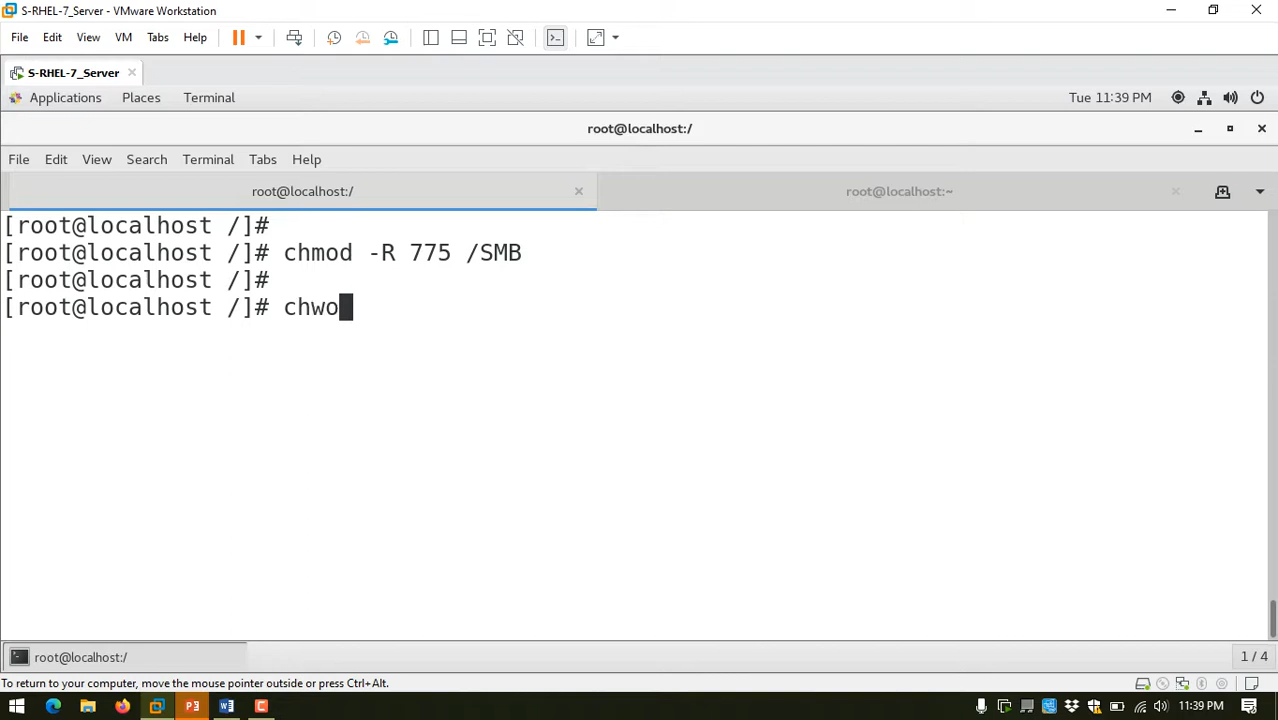 S-RHEL-7_Server - VMware Workstation
File Edit View VM Tabs Help
S-RHEL-7_Server
Applications Places Terminal Tue 11:39 PM
root@localhost:/
File Edit View Search Terminal Tabs Help
root@localhost:/ root@localhost:~
[root@localhost /]#
[root@localhost /]# chmod -R 775 /SMB
[root@localhost /]#
[root@localhost /]# chwo
root@localhost:/ 1 / 4
To return to your computer, move the mouse pointer outside or press Ctrl+Alt.
11:39 PM